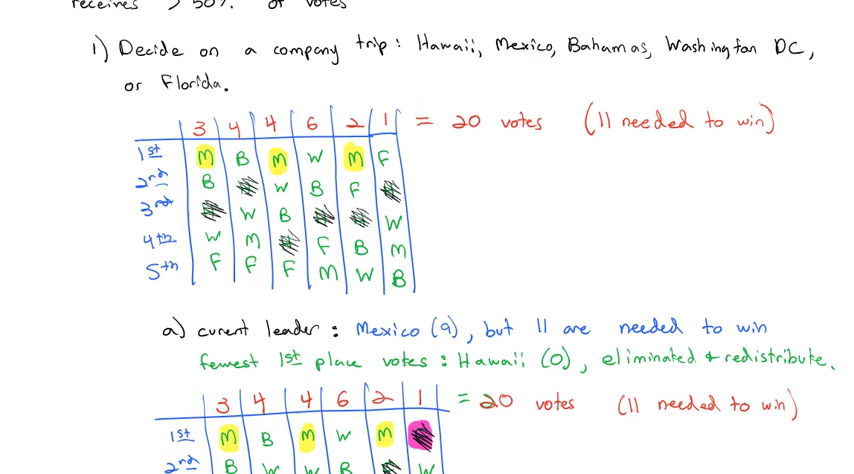 receives > 50% of votes
1) Decide on a company trip: Hawaii, Mexico, Bahamas, Washington DC,
or Florida.
3 4 4 6 2 1 = 20 votes (11 needed to win)
1st M B M W M F
2nd B W B F
3rd W B W
4th W M F B M
5th F F F M W B
a) current leader: Mexico (9), but 11 are needed to win
fewest 1st place votes: Hawaii (0), eliminated & redistribute.
3 4 4 6 2 1 = 20 votes (11 needed to win)
1st M B M W M
2nd B W W B W